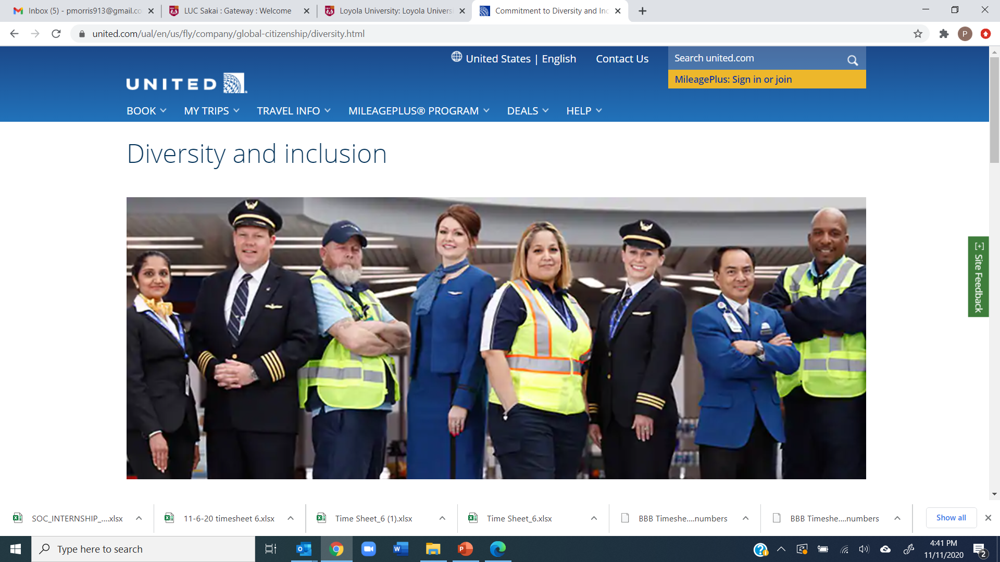 Inbox (5) - pmorris913@gmail.co
LUC Sakai : Gateway : Welcome
Loyola University: Loyola Universi
Commitment to Diversity and Inc
united.com/ual/en/us/fly/company/global-citizenship/diversity.html
P
United States | English
Contact Us
Search united.com
MileagePlus: Sign in or join
UNITED
BOOK
MY TRIPS
TRAVEL INFO
MILEAGEPLUS® PROGRAM
DEALS
HELP
Diversity and inclusion
[+] Site Feedback
SOC_INTERNSHIP_....xlsx
11-6-20 timesheet 6.xlsx
Time Sheet_6 (1).xlsx
Time Sheet_6.xlsx
BBB Timeshe....numbers
BBB Timeshe....numbers
Show all
Type here to search
4:41 PM
11/11/2020
2